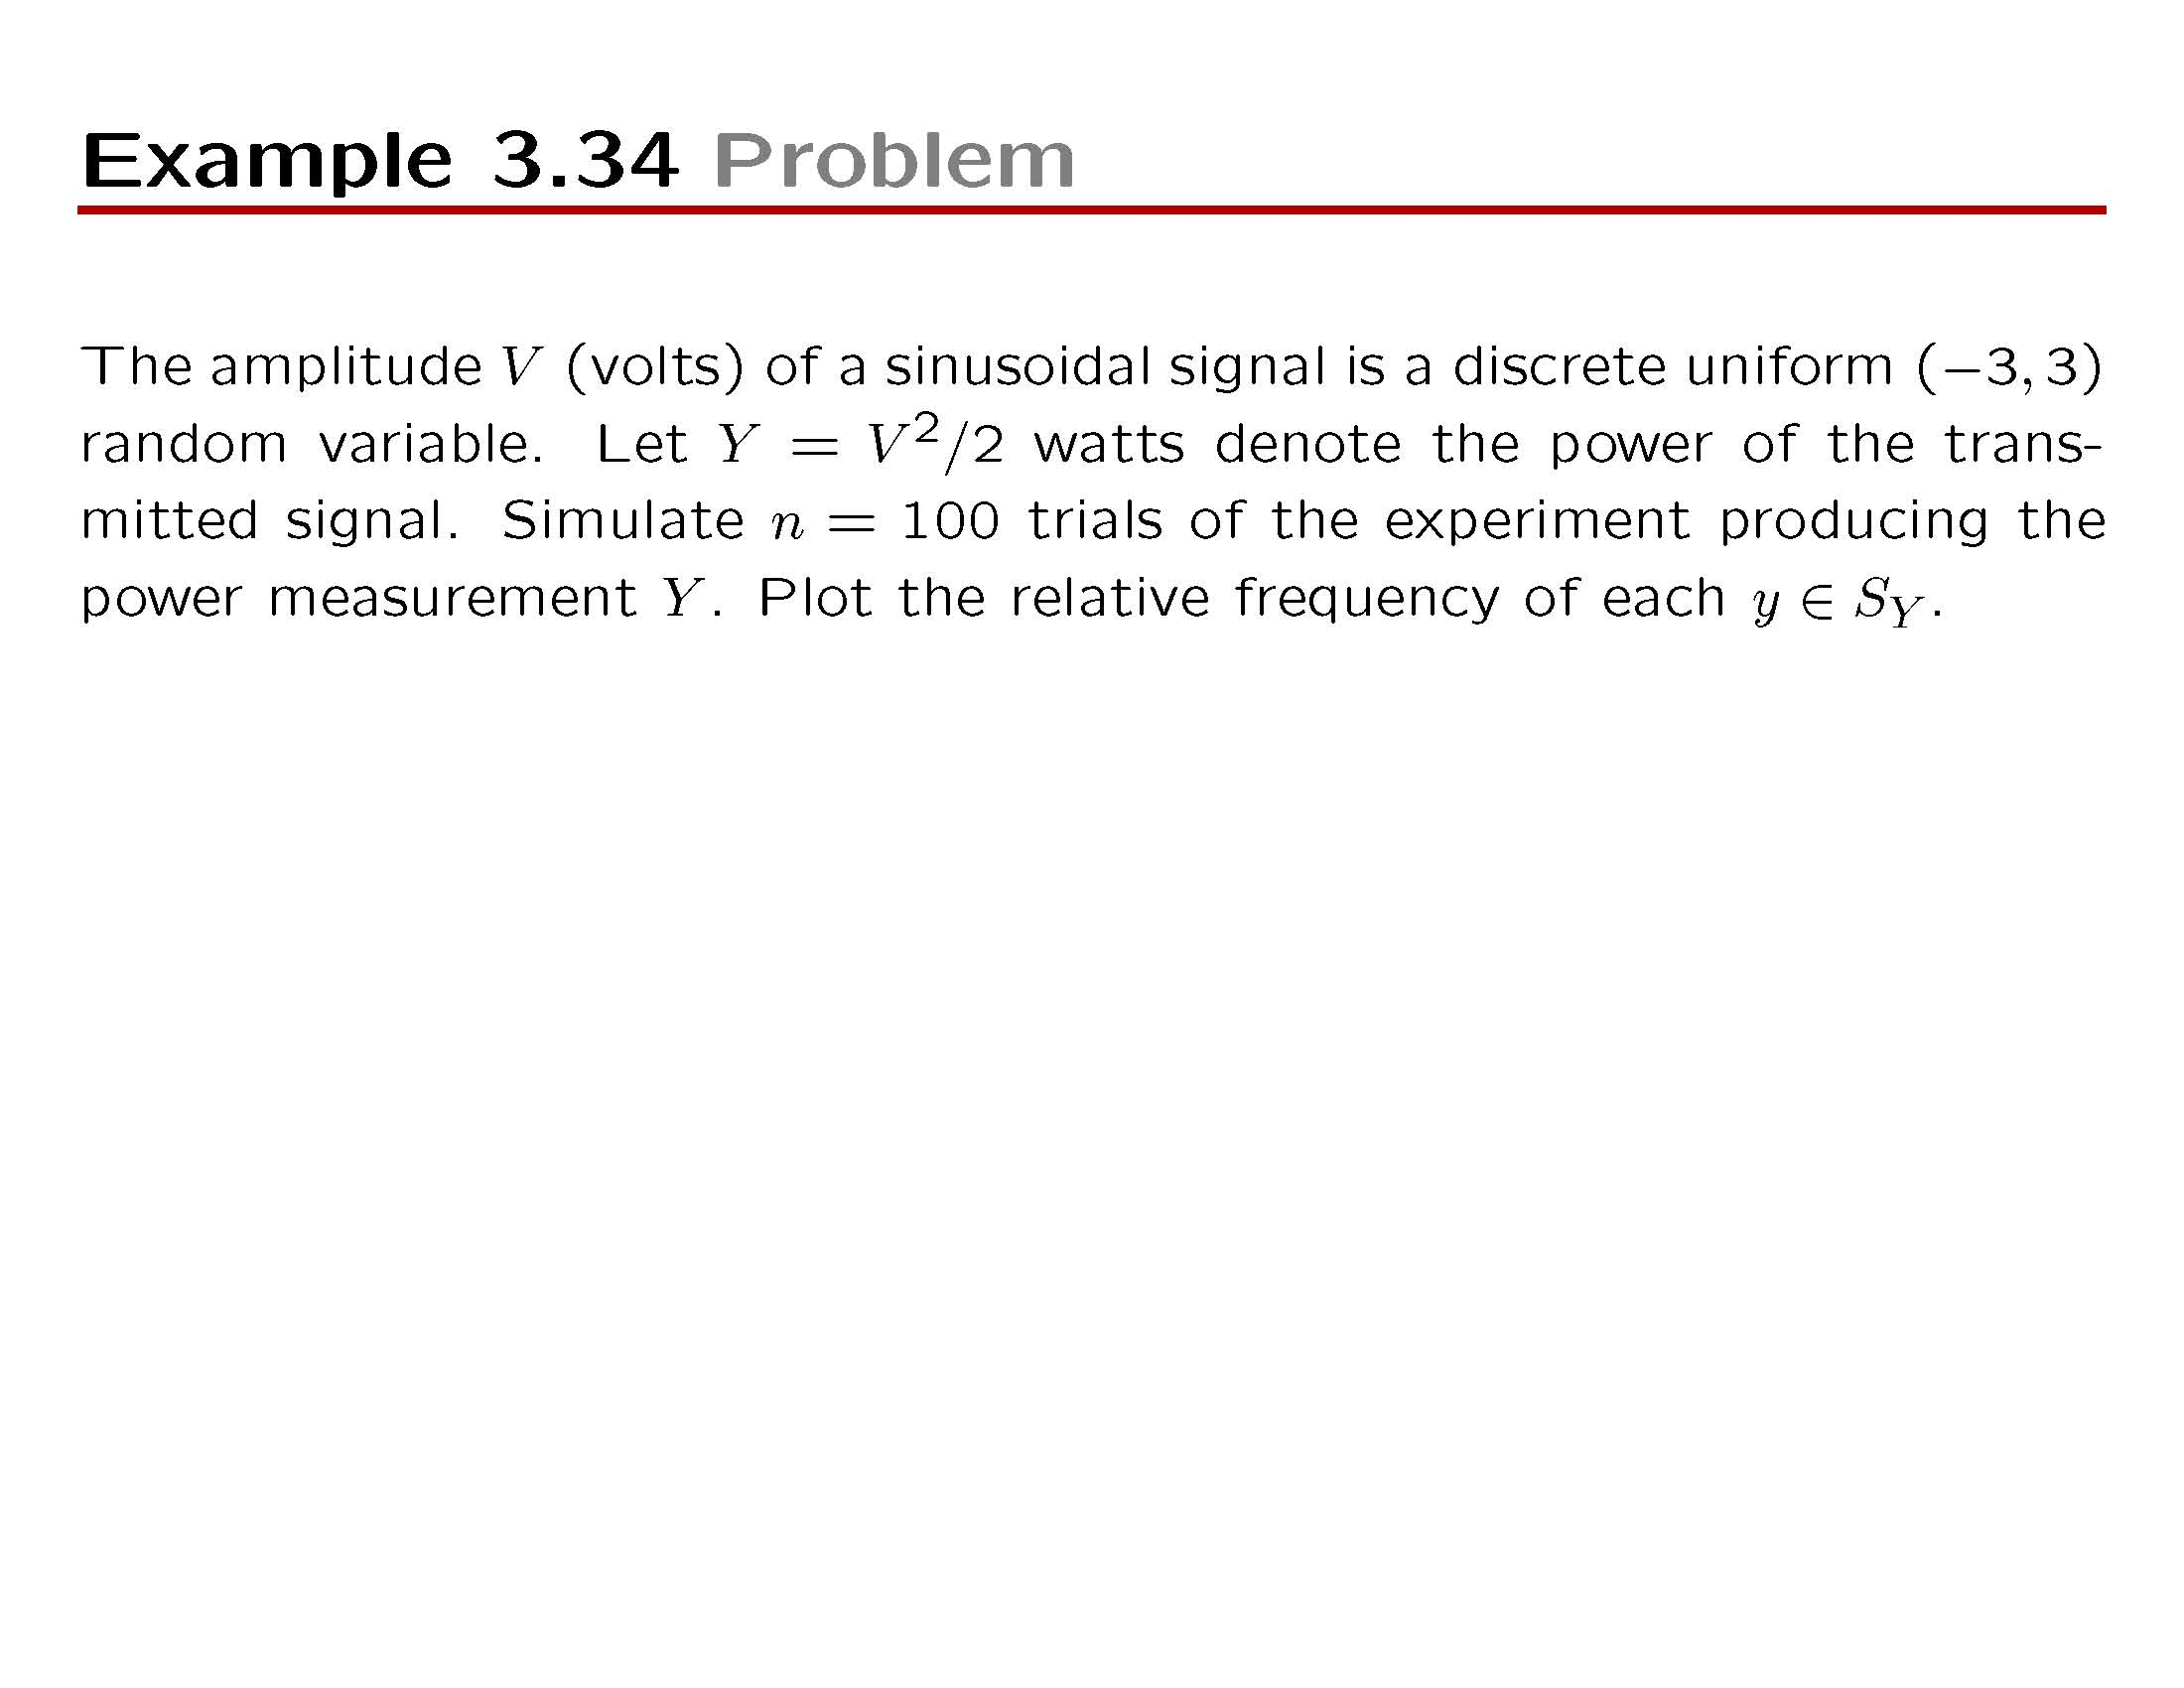 Example 3.34 Problem
The amplitude V (volts) of a sinusoidal signal is a discrete uniform (−3, 3)
random variable. Let Y = V²/2 watts denote the power of the trans-
mitted signal. Simulate n = 100 trials of the experiment producing the
power measurement Y. Plot the relative frequency of each y ∈ S_Y.